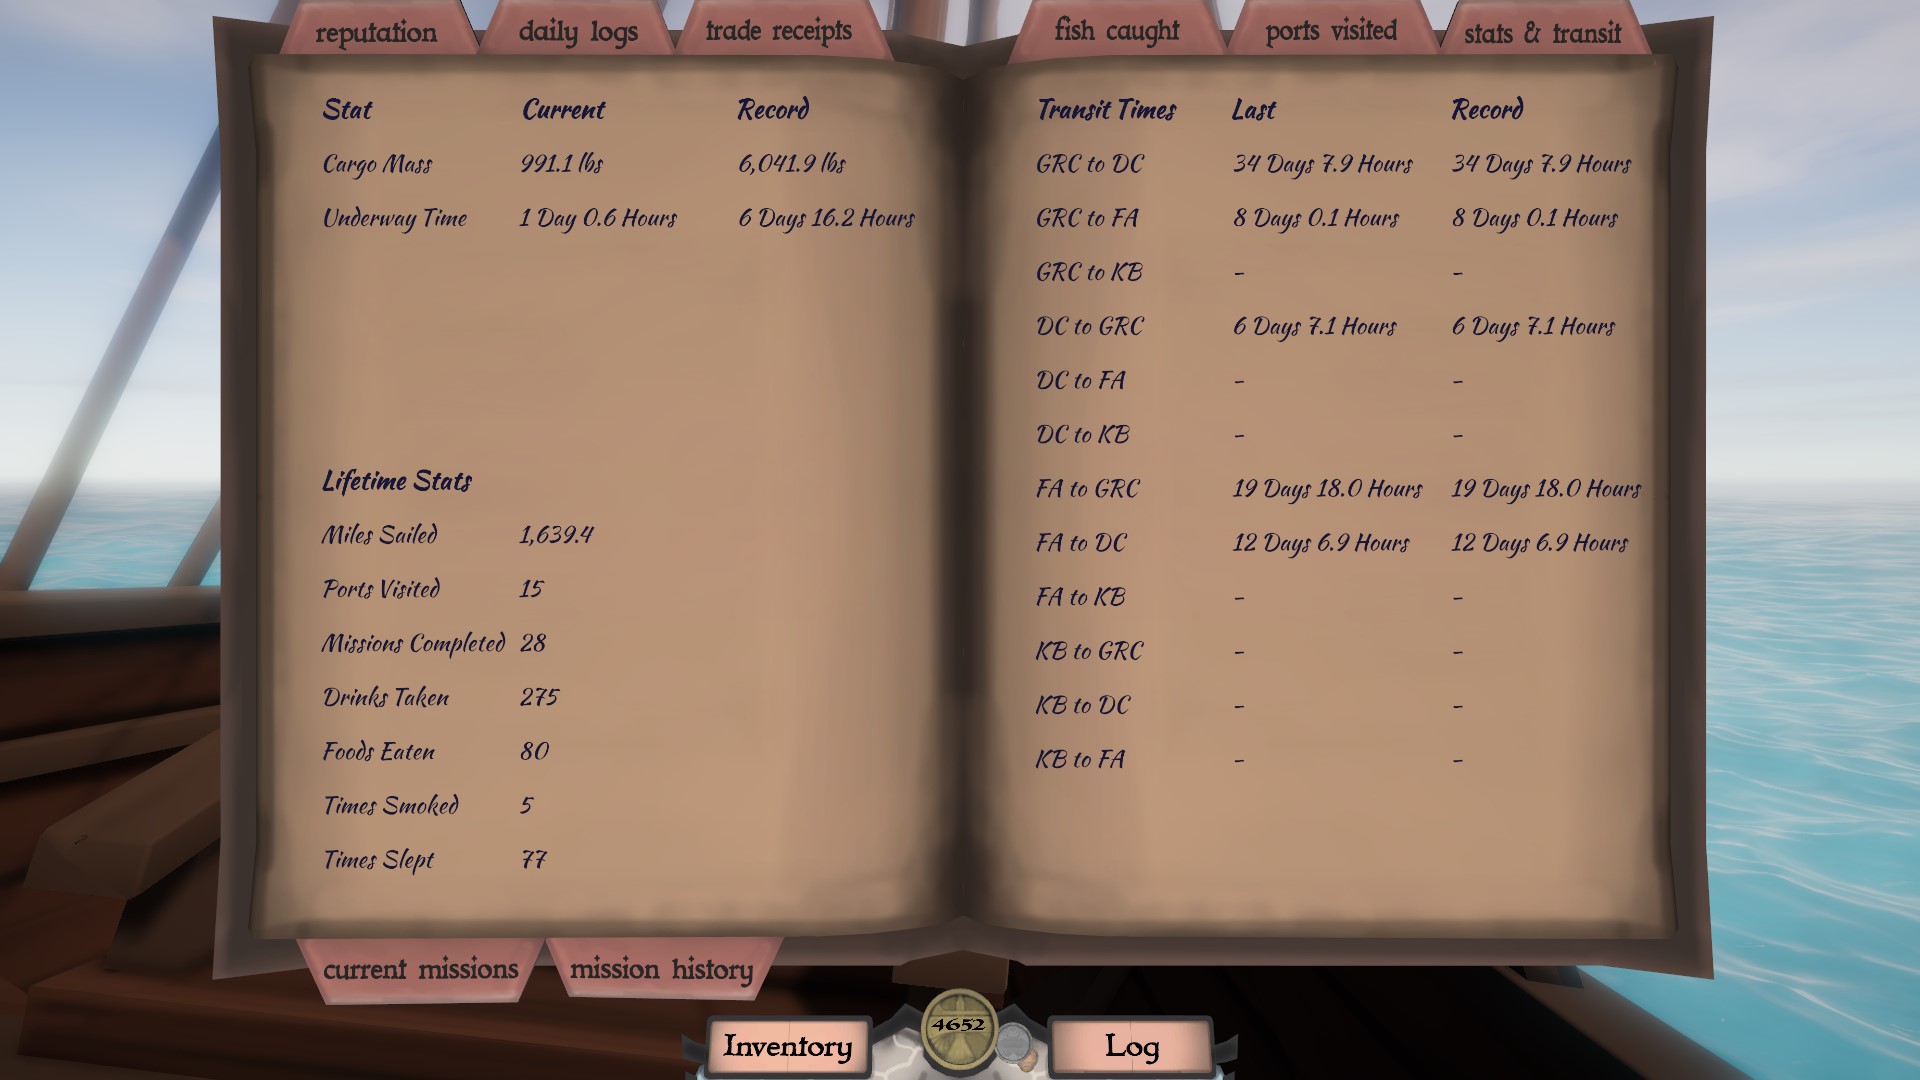 reputation daily logs trade receipts fish caught ports visited stats & transit
Stat Current Record
Cargo Mass 991.1 lbs 6,041.9 lbs
Underway Time 1 Day 0.6 Hours 6 Days 16.2 Hours
Lifetime Stats
Miles Sailed 1,639.4
Ports Visited 15
Missions Completed 28
Drinks Taken 275
Foods Eaten 80
Times Smoked 5
Times Slept 77
Transit Times Last Record
GRC to DC 34 Days 7.9 Hours 34 Days 7.9 Hours
GRC to FA 8 Days 0.1 Hours 8 Days 0.1 Hours
GRC to KB - -
DC to GRC 6 Days 7.1 Hours 6 Days 7.1 Hours
DC to FA - -
DC to KB - -
FA to GRC 19 Days 18.0 Hours 19 Days 18.0 Hours
FA to DC 12 Days 6.9 Hours 12 Days 6.9 Hours
FA to KB - -
KB to GRC - -
KB to DC - -
KB to FA - -
current missions mission history
Inventory 4652 Log